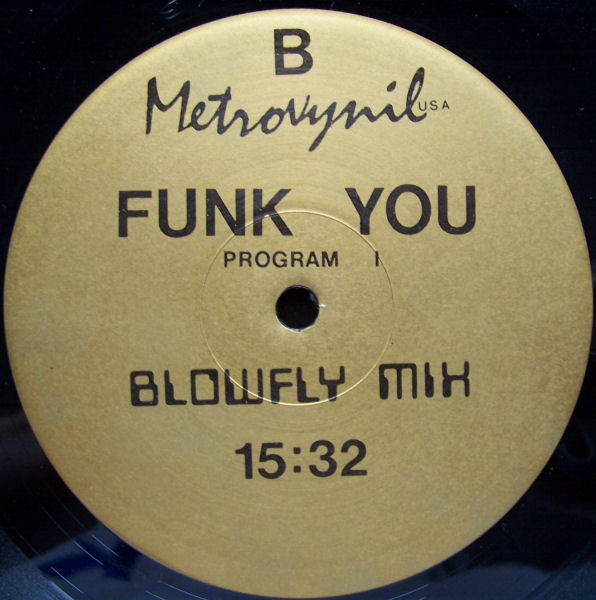 B
Metrovynil USA
FUNK YOU
PROGRAM I
BLOWFLY MIX
15:32